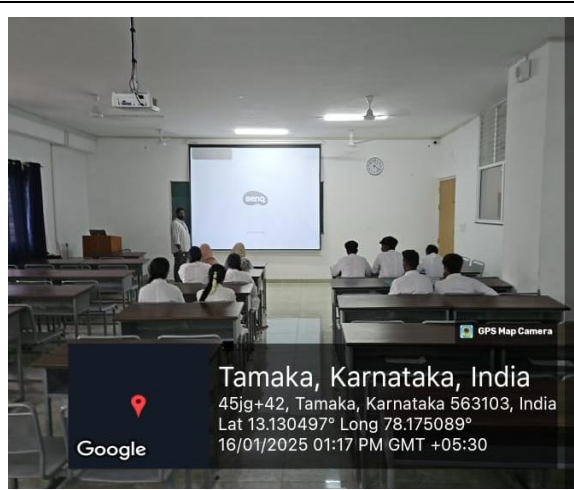 BenQ
GPS Map Camera
Tamaka, Karnataka, India
45jg+42, Tamaka, Karnataka 563103, India
Lat 13.130497° Long 78.175089°
16/01/2025 01:17 PM GMT +05:30
Google